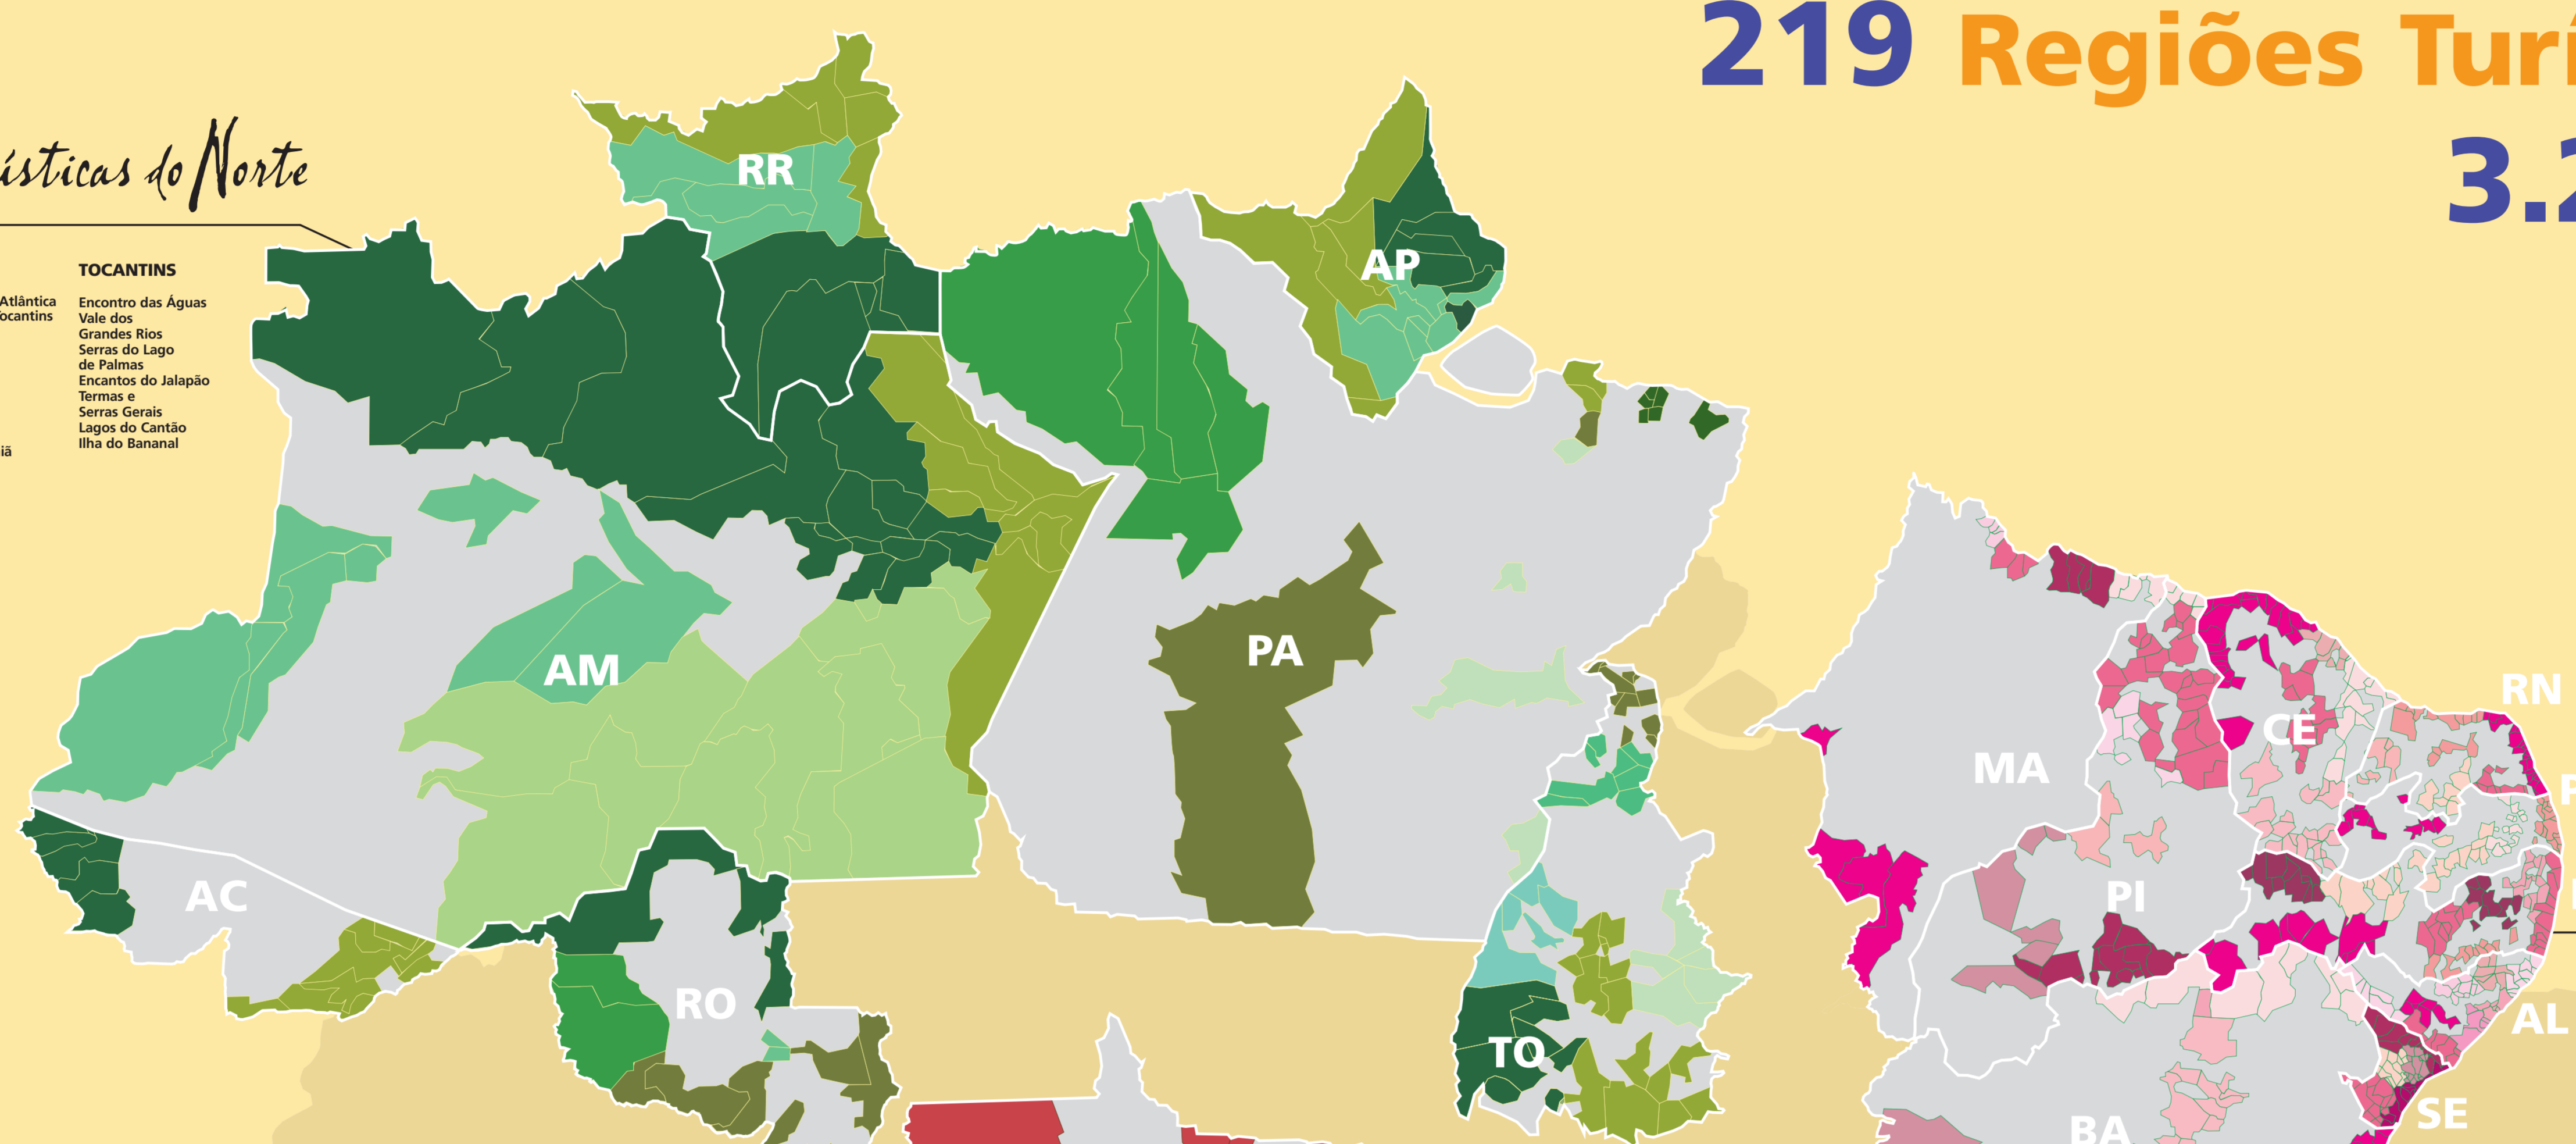 219 Regiões Turí
3.2
ísticas do Norte
Atlântica
ocantins
iã
TOCANTINS
Encontro das Águas
Vale dos
Grandes Rios
Serras do Lago
de Palmas
Encantos do Jalapão
Termas e
Serras Gerais
Lagos do Cantão
Ilha do Bananal
RR
AP
AM
PA
AC
RO
TO
MA
PI
CE
RN
AL
SE
BA